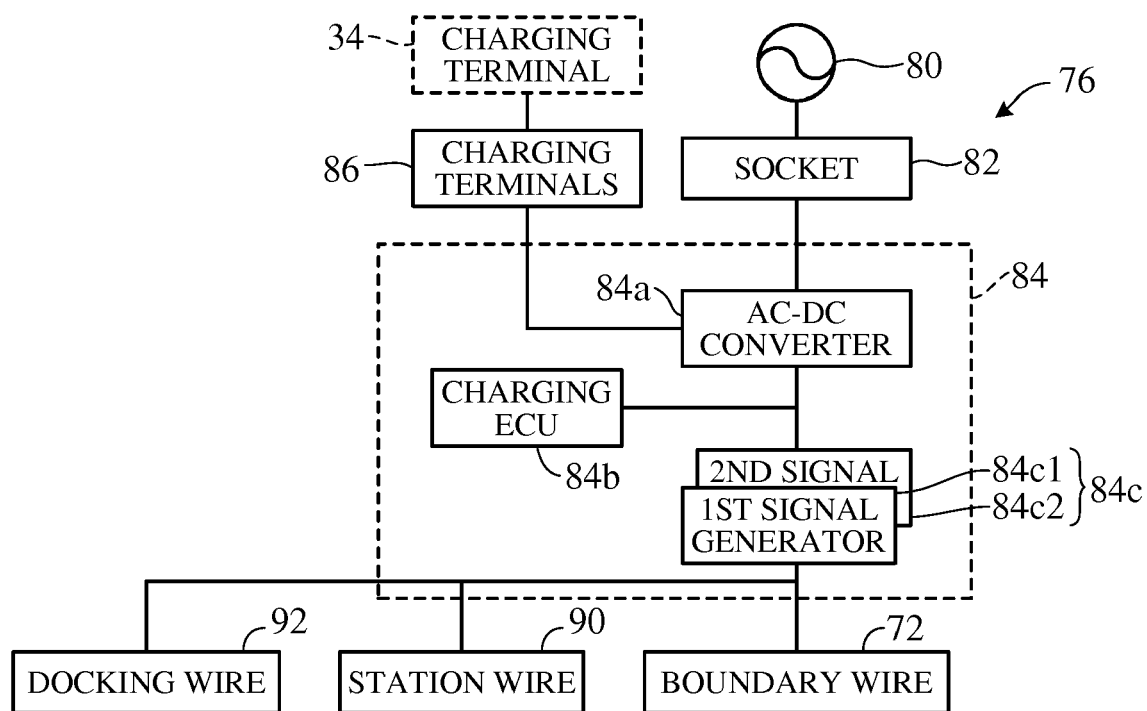 34
CHARGING
TERMINAL
80
76
86
CHARGING
TERMINALS
SOCKET
82
84
84a
AC-DC
CONVERTER
CHARGING
ECU
84b
2ND SIGNAL
84c1
84c
1ST SIGNAL
GENERATOR
84c2
92
90
72
DOCKING WIRE
STATION WIRE
BOUNDARY WIRE